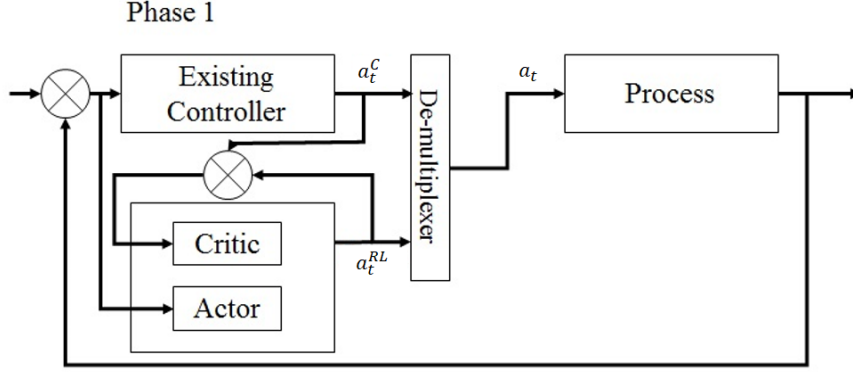 Phase 1
Existing
Controller
a_t^C
De-multiplexer
a_t
Process
Critic
a_t^{RL}
Actor